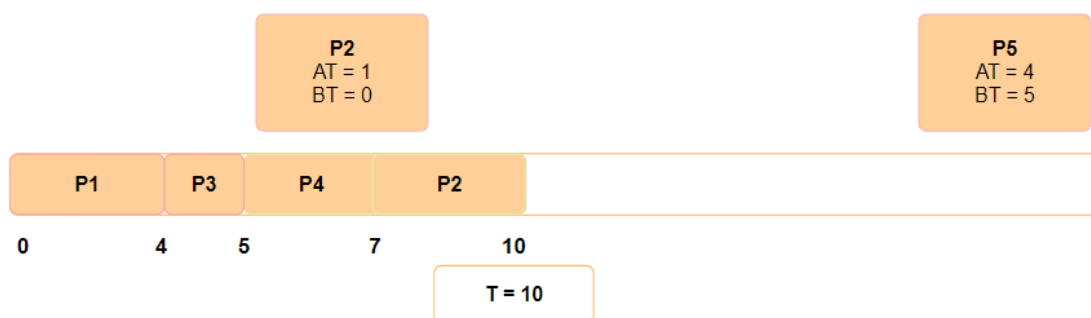 P2
AT = 1
BT = 0
P5
AT = 4
BT = 5
P1 P3 P4 P2
0 4 5 7 10
T = 10